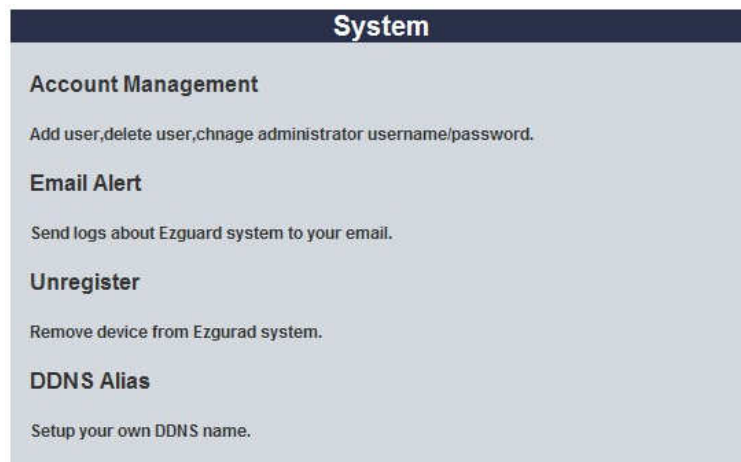 System
Account Management
Add user,delete user,chnage administrator username/password.
Email Alert
Send logs about Ezguard system to your email.
Unregister
Remove device from Ezgurad system.
DDNS Alias
Setup your own DDNS name.